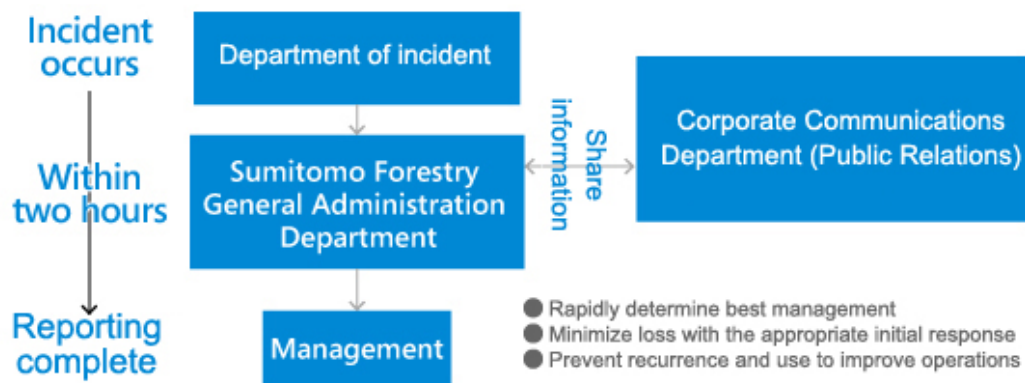 Incident
occurs
Department of incident
Share
information
Corporate Communications
Department (Public Relations)
Within
two hours
Sumitomo Forestry
General Administration
Department
Reporting
complete
Management
Rapidly determine best management
Minimize loss with the appropriate initial response
Prevent recurrence and use to improve operations